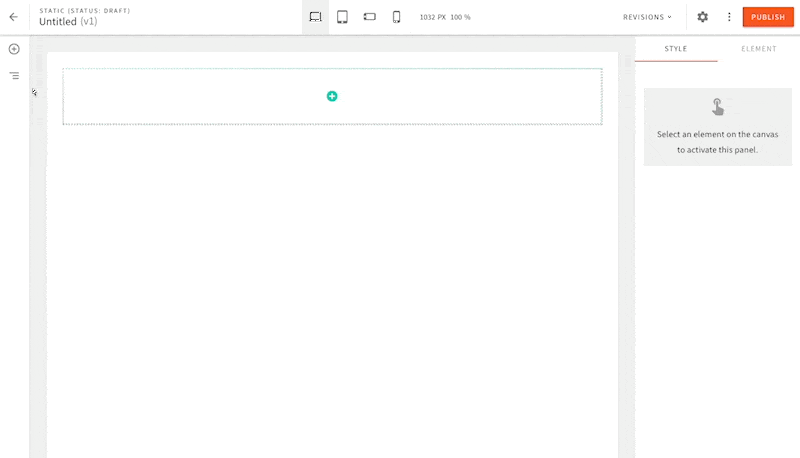 STATIC (STATUS: DRAFT)
Untitled (v1)
1032 PX 100 %
REVISIONS
PUBLISH
STYLE
ELEMENT
Select an element on the canvas
to activate this panel.